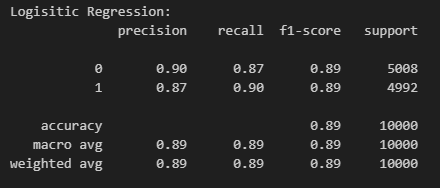 Logisitic Regression:
precision recall f1-score support
0 0.90 0.87 0.89 5008
1 0.87 0.90 0.89 4992
accuracy 0.89 10000
macro avg 0.89 0.89 0.89 10000
weighted avg 0.89 0.89 0.89 10000